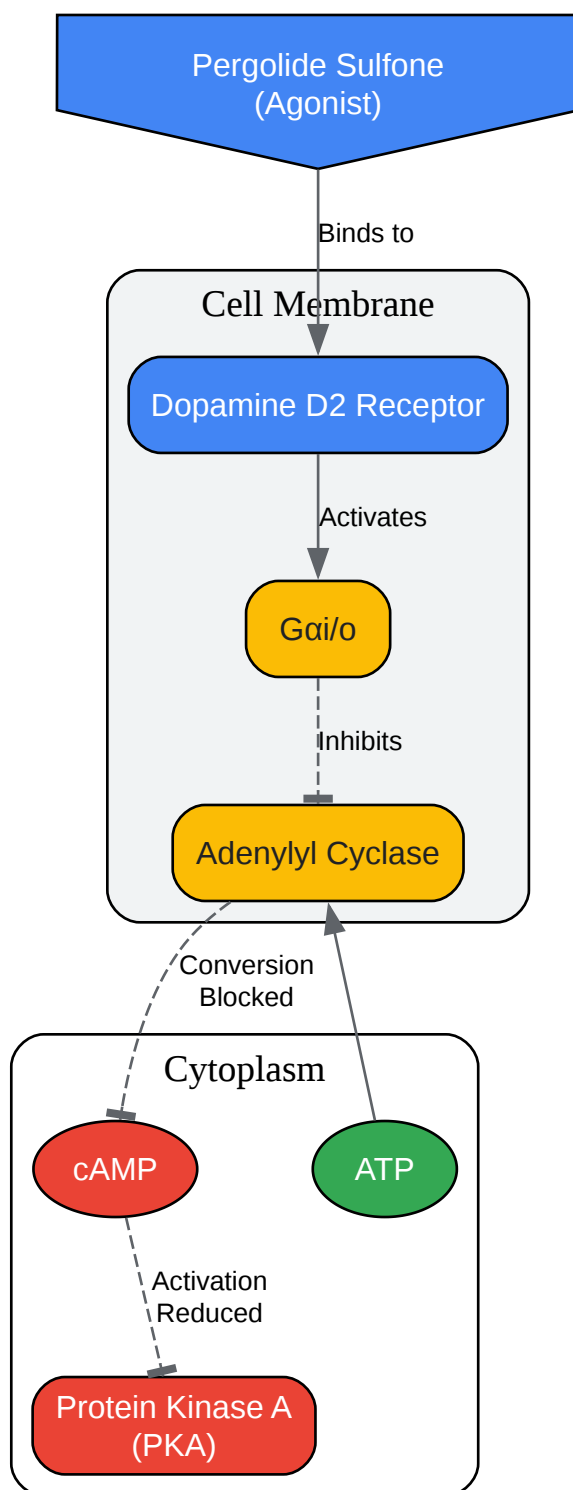 Pergolide Sulfone
(Agonist)
Binds to
Cell Membrane
Dopamine D2 Receptor
Activates
Gαi/o
Inhibits
Adenylyl Cyclase
Conversion
Blocked
Cytoplasm
cAMP
ATP
Activation
Reduced
Protein Kinase A
(PKA)